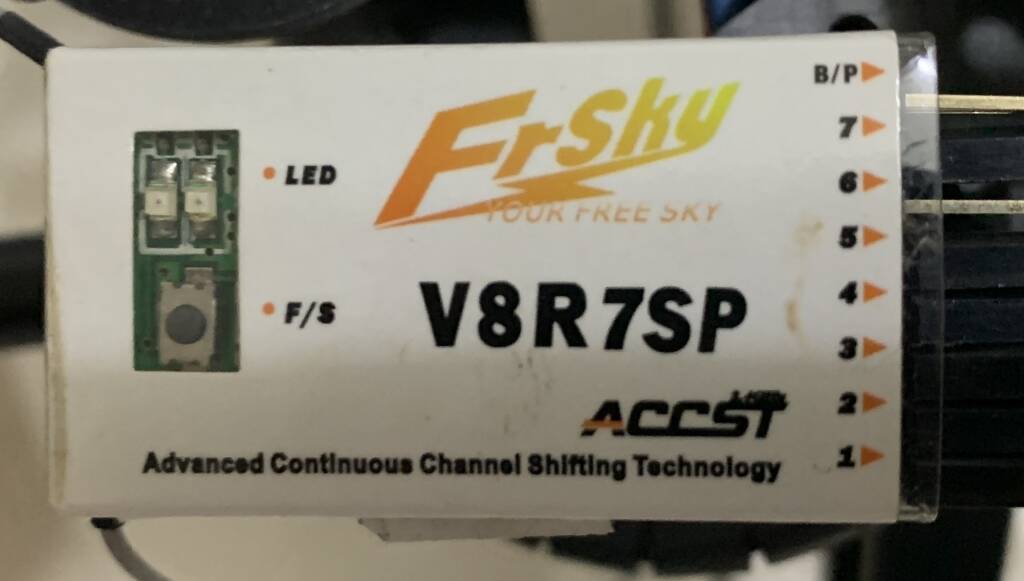 FrSky
YOUR FREE SKY
LED
F/S
V8R7SP
ACCST
Advanced Continuous Channel Shifting Technology
B/P
7
6
5
4
3
2
1